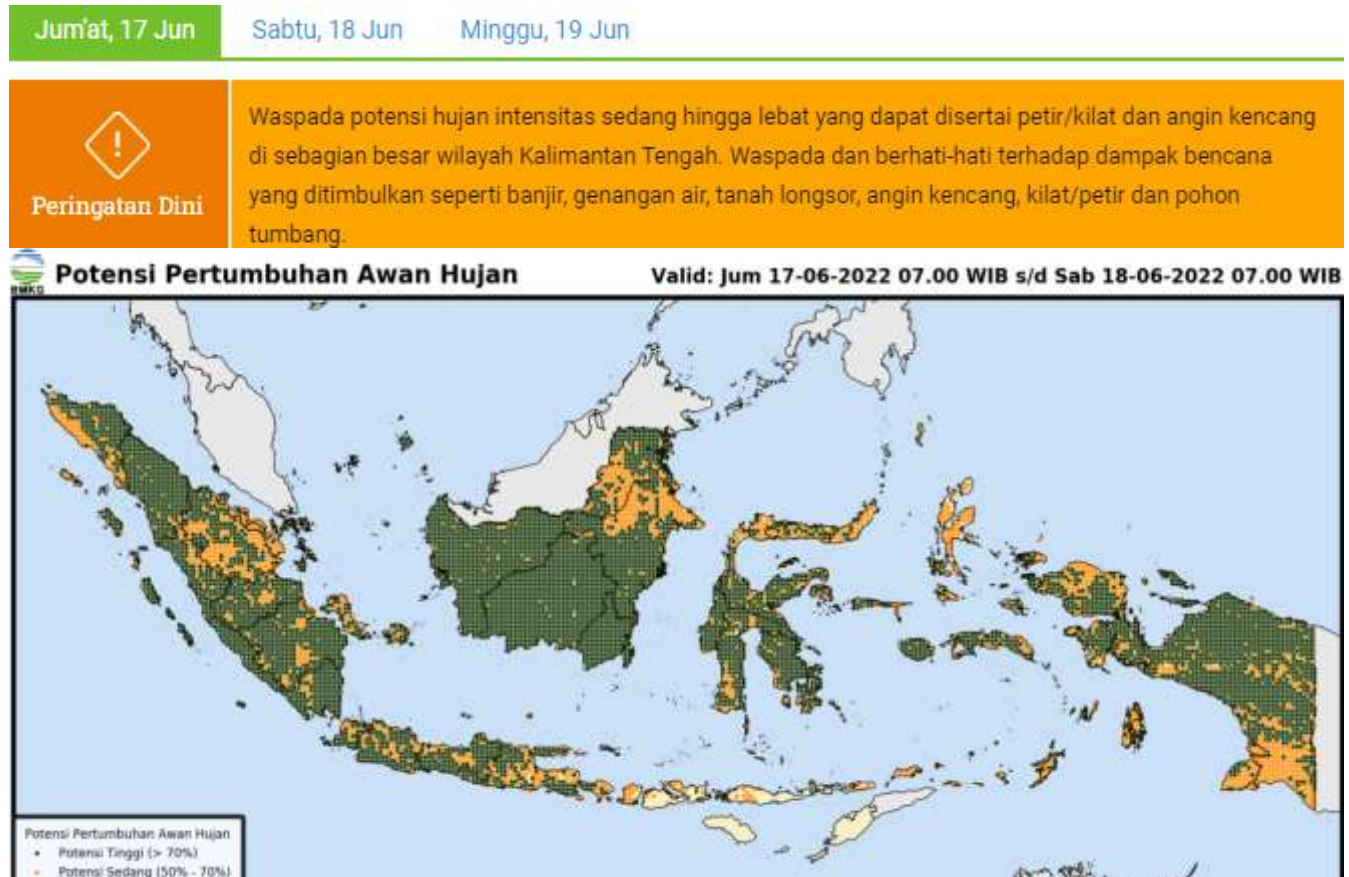 Jum'at, 17 Jun
Sabtu, 18 Jun
Minggu, 19 Jun
Peringatan Dini
Waspada potensi hujan intensitas sedang hingga lebat yang dapat disertai petir/kilat dan angin kencang
di sebagian besar wilayah Kalimantan Tengah. Waspada dan berhati-hati terhadap dampak bencana
yang ditimbulkan seperti banjir, genangan air, tanah longsor, angin kencang, kilat/petir dan pohon
tumbang.
BMKG
Potensi Pertumbuhan Awan Hujan
Valid: Jum 17-06-2022 07.00 WIB s/d Sab 18-06-2022 07.00 WIB
Potensi Pertumbuhan Awan Hujan
Potensi Tinggi (> 70%)
Potensi Sedang (50% - 70%)